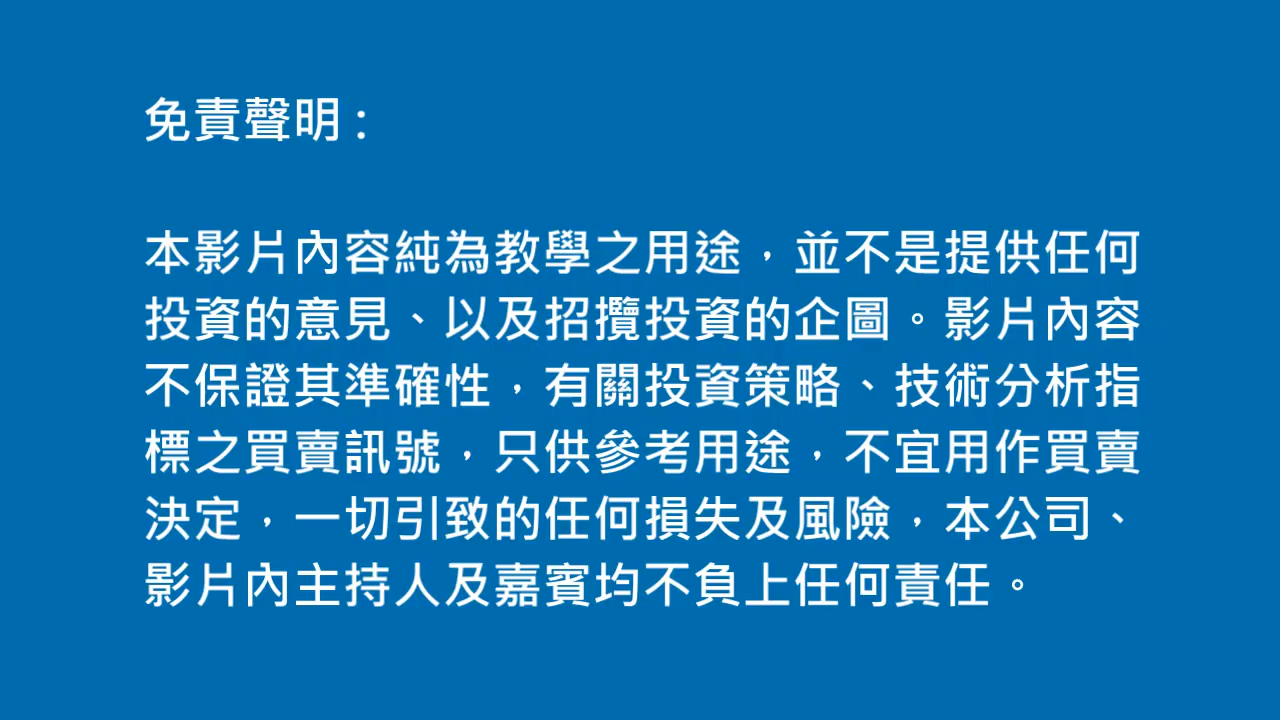 免責聲明：
本影片內容純為教學之用途，並不是提供任何
投資的意見、以及招攬投資的企圖。影片內容
不保證其準確性，有關投資策略、技術分析指
標之買賣訊號，只供參考用途，不宜用作買賣
決定，一切引致的任何損失及風險，本公司、
影片內主持人及嘉賓均不負上任何責任。